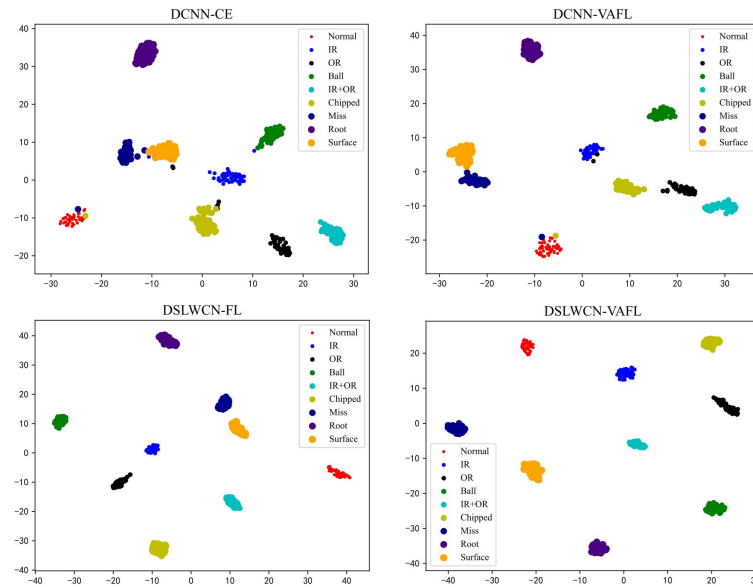 DCNN-CE
40
30
20
10
0
−10
−20
−30
−20
−10
0
10
20
30
Normal
IR
OR
Ball
IR+OR
Chipped
Miss
Root
Surface
DCNN-VAFL
40
30
20
10
0
−10
−20
−30
−20
−10
0
10
20
30
Normal
IR
OR
Ball
IR+OR
Chipped
Miss
Root
Surface
DSLWCN-FL
40
30
20
10
0
−10
−20
−30
−40
−40
−30
−20
−10
0
10
20
30
40
Normal
IR
OR
Ball
IR+OR
Chipped
Miss
Root
Surface
DSLWCN-VAFL
20
10
0
−10
−20
−30
−40
−40
−30
−20
−10
0
10
20
Normal
IR
OR
Ball
IR+OR
Chipped
Miss
Root
Surface